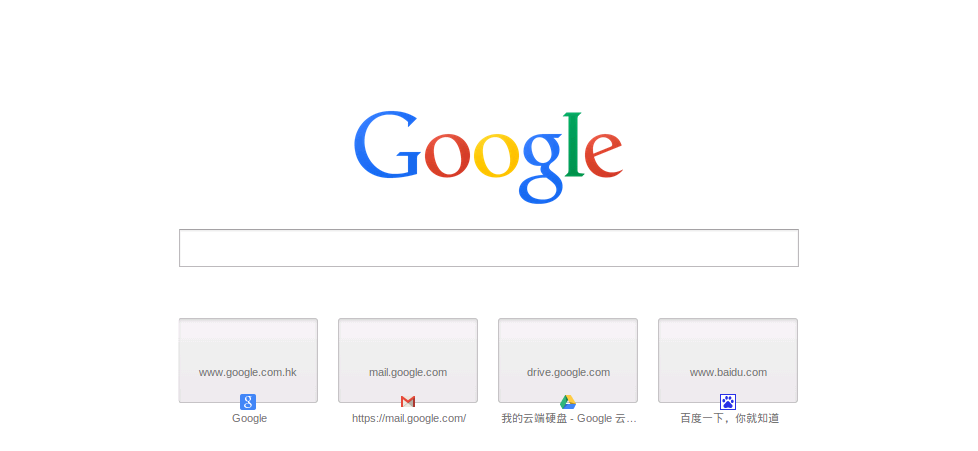 Google
www.google.com.hk
mail.google.com
drive.google.com
www.baidu.com
Google
https://mail.google.com/
我的云端硬盘 - Google 云…
百度一下，你就知道